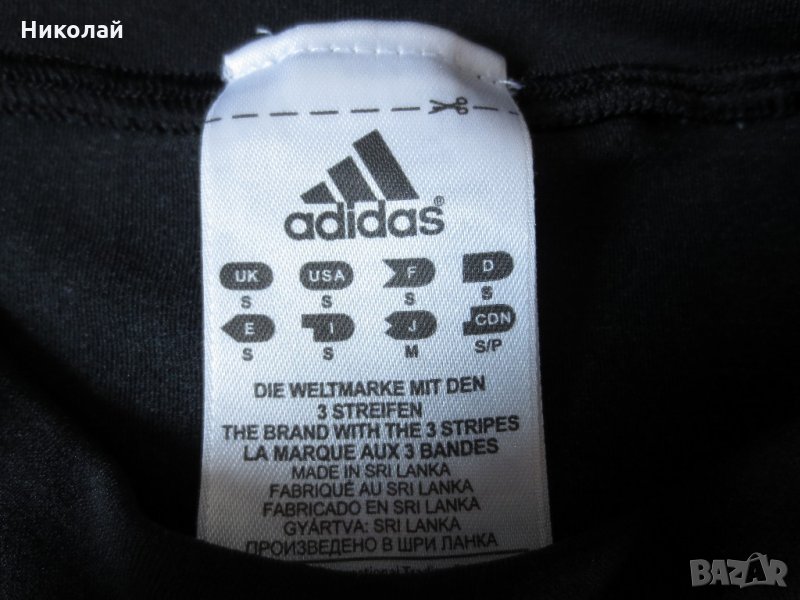 Николай
adidas®
UK USA F D
S S S S
E I J CDN
S S M S/P
DIE WELTMARKE MIT DEN
3 STREIFEN
THE BRAND WITH THE 3 STRIPES
LA MARQUE AUX 3 BANDES
MADE IN SRI LANKA
FABRIQUÉ AU SRI LANKA
FABRICADO EN SRI LANKA
GYÁRTVA: SRI LANKA
ПРОИЗВЕДЕНО В ШРИ ЛАНКА
BAZAR